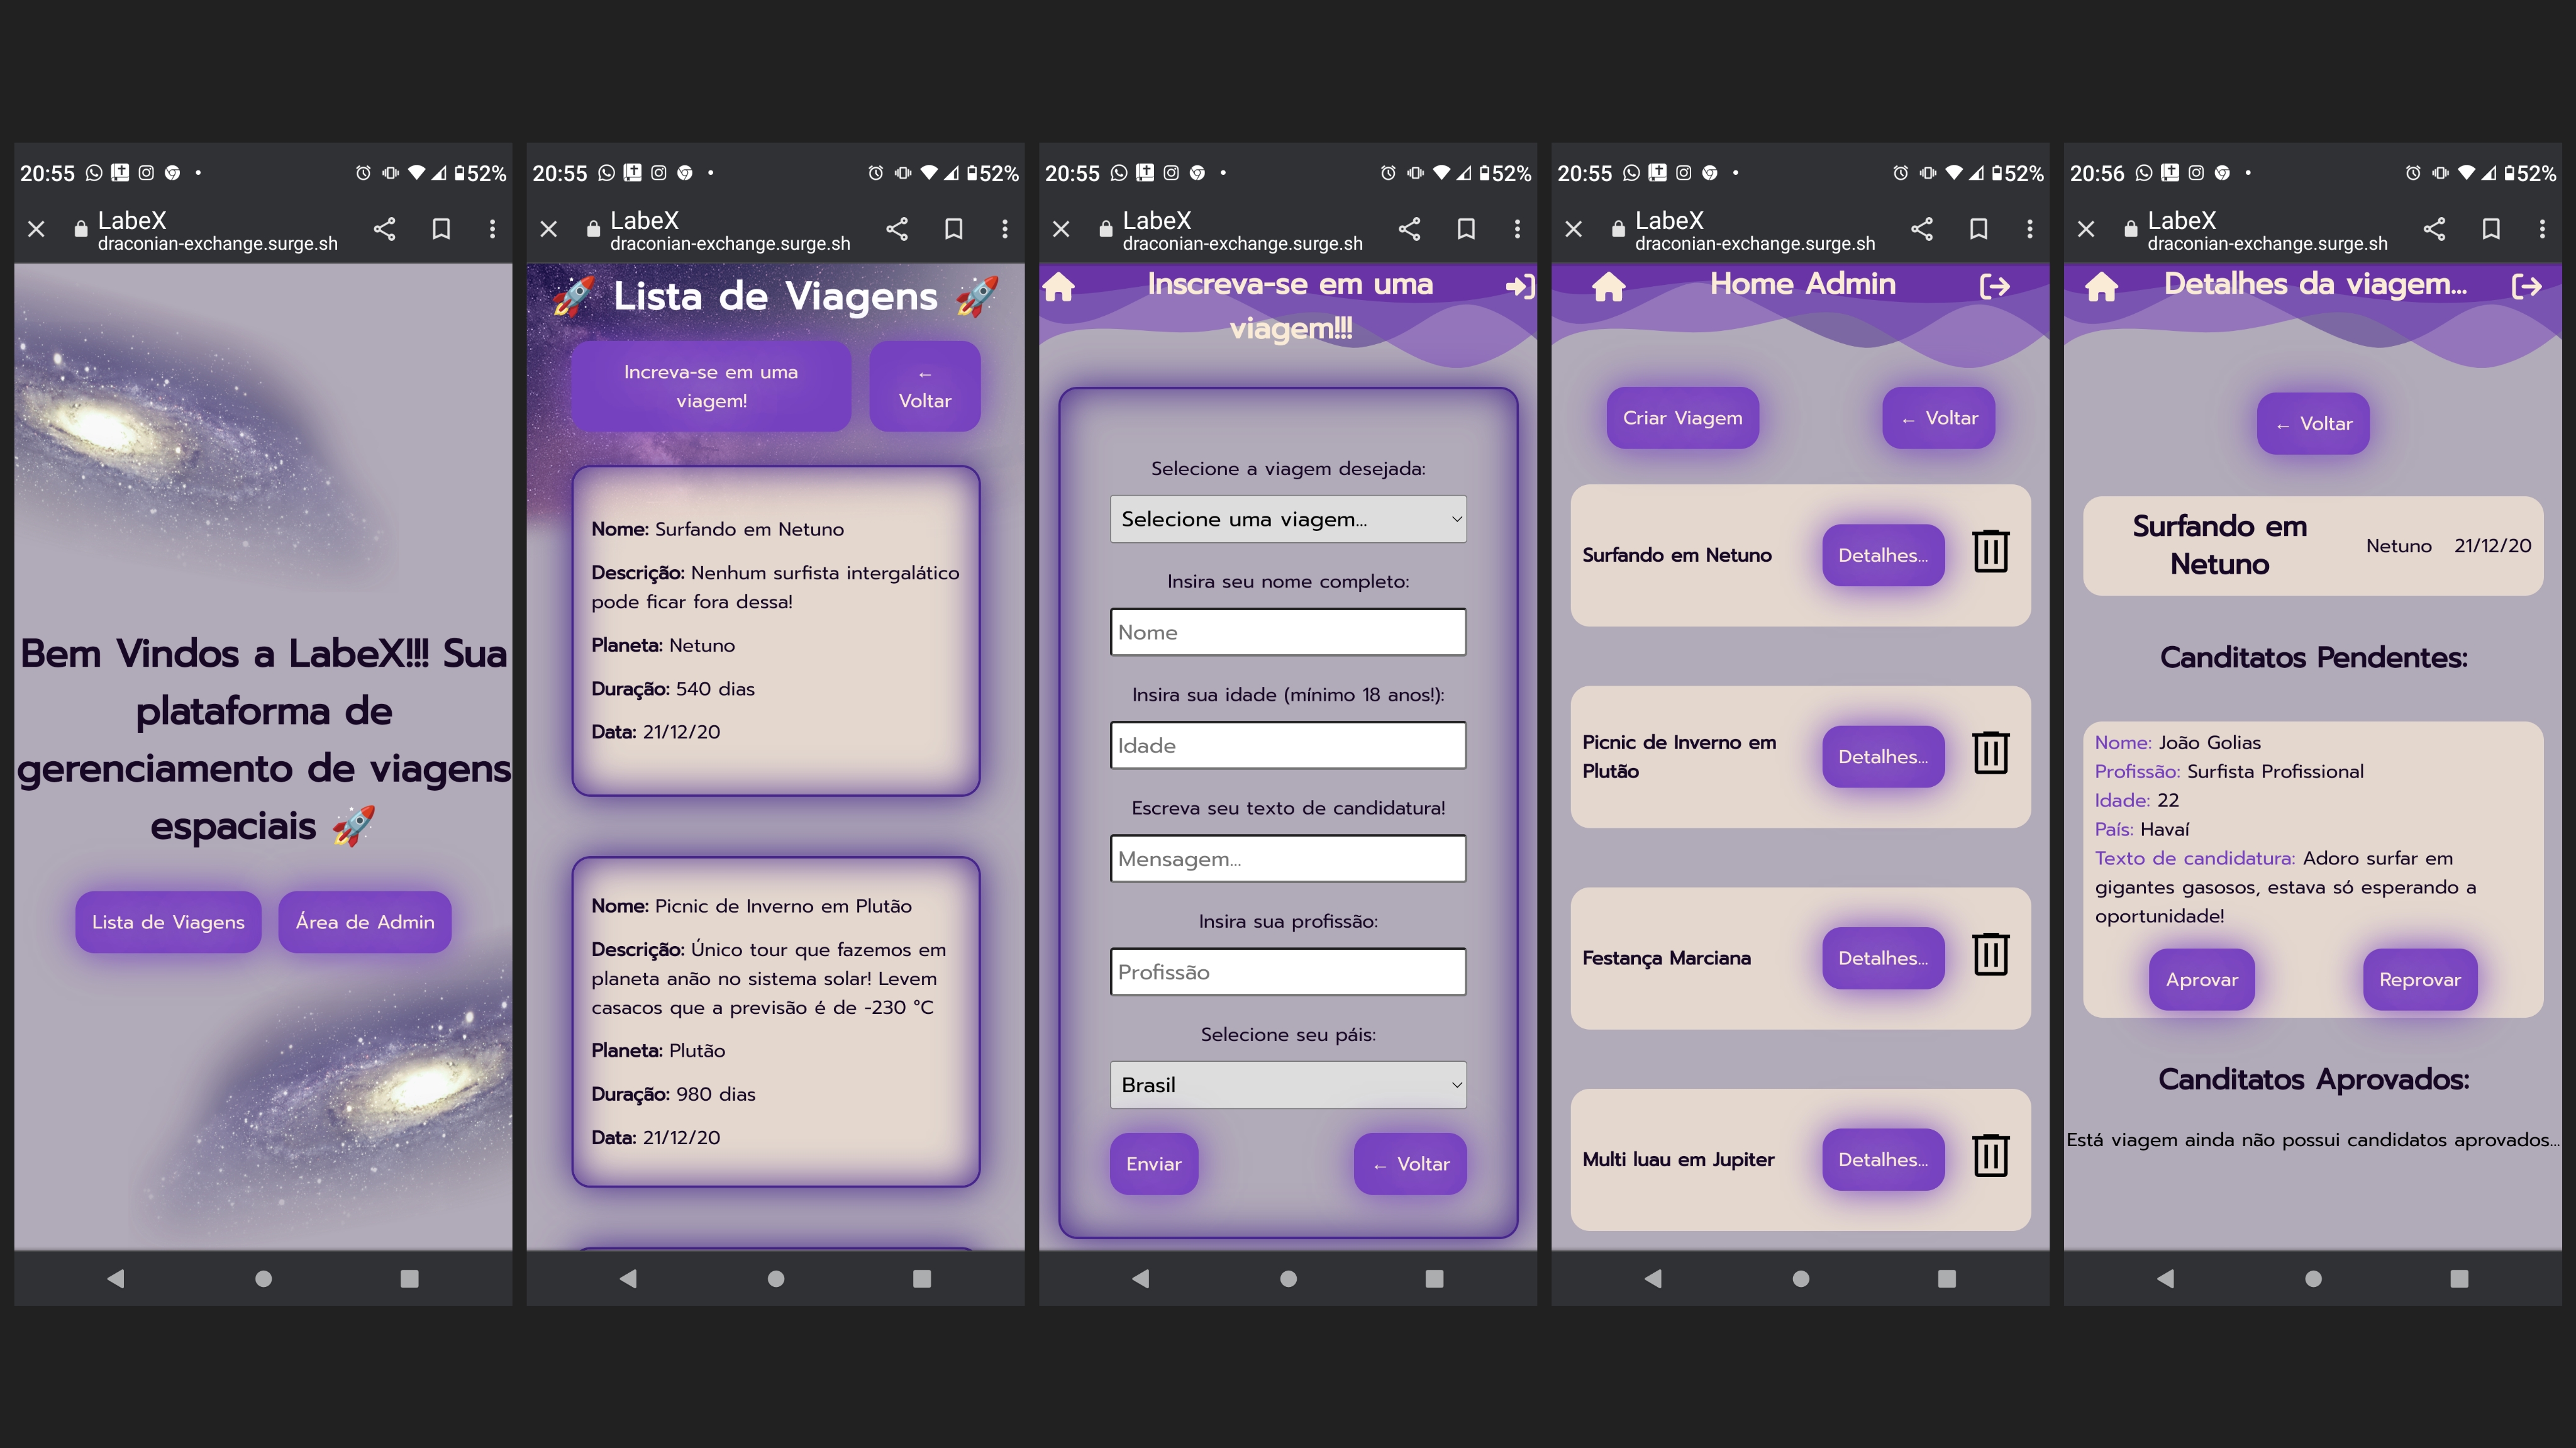 20:55 52%
LabeX
draconian-exchange.surge.sh
Bem Vindos a LabeX!!! Sua
plataforma de
gerenciamento de viagens
espaciais 🚀
Lista de Viagens
Área de Admin
20:55 52%
LabeX
draconian-exchange.surge.sh
🚀 Lista de Viagens 🚀
Increva-se em uma
viagem!
←
Voltar
Nome: Surfando em Netuno
Descrição: Nenhum surfista intergalático
pode ficar fora dessa!
Planeta: Netuno
Duração: 540 dias
Data: 21/12/20
Nome: Picnic de Inverno em Plutão
Descrição: Único tour que fazemos em
planeta anão no sistema solar! Levem
casacos que a previsão é de -230 °C
Planeta: Plutão
Duração: 980 dias
Data: 21/12/20
20:55 52%
LabeX
draconian-exchange.surge.sh
Inscreva-se em uma
viagem!!!
Selecione a viagem desejada:
Selecione uma viagem...
Insira seu nome completo:
Nome
Insira sua idade (mínimo 18 anos!):
Idade
Escreva seu texto de candidatura!
Mensagem...
Insira sua profissão:
Profissão
Selecione seu páis:
Brasil
Enviar
← Voltar
20:55 52%
LabeX
draconian-exchange.surge.sh
Home Admin
Criar Viagem
← Voltar
Surfando em Netuno
Detalhes...
Picnic de Inverno em
Plutão
Detalhes...
Festança Marciana
Detalhes...
Multi luau em Jupiter
Detalhes...
20:56 52%
LabeX
draconian-exchange.surge.sh
Detalhes da viagem...
← Voltar
Surfando em
Netuno
Netuno 21/12/20
Canditatos Pendentes:
Nome: João Golias
Profissão: Surfista Profissional
Idade: 22
País: Havaí
Texto de candidatura: Adoro surfar em
gigantes gasosos, estava só esperando a
oportunidade!
Aprovar
Reprovar
Canditatos Aprovados:
Está viagem ainda não possui candidatos aprovados...